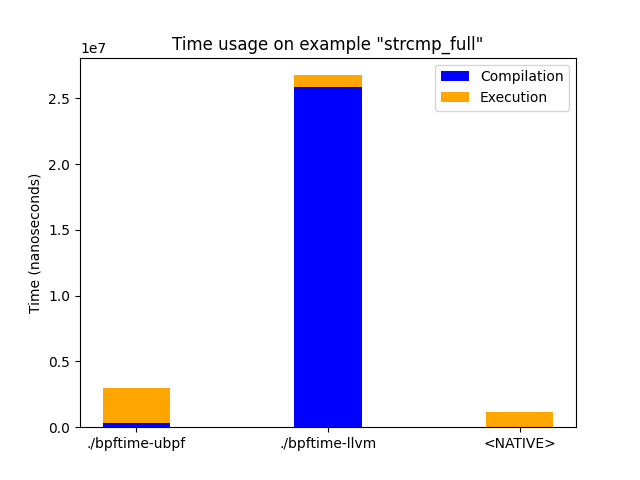 Time usage on example "strcmp_full"
1e7
Compilation
Execution
2.5
2.0
1.5
1.0
0.5
0.0
Time (nanoseconds)
./bpftime-ubpf
./bpftime-llvm
<NATIVE>